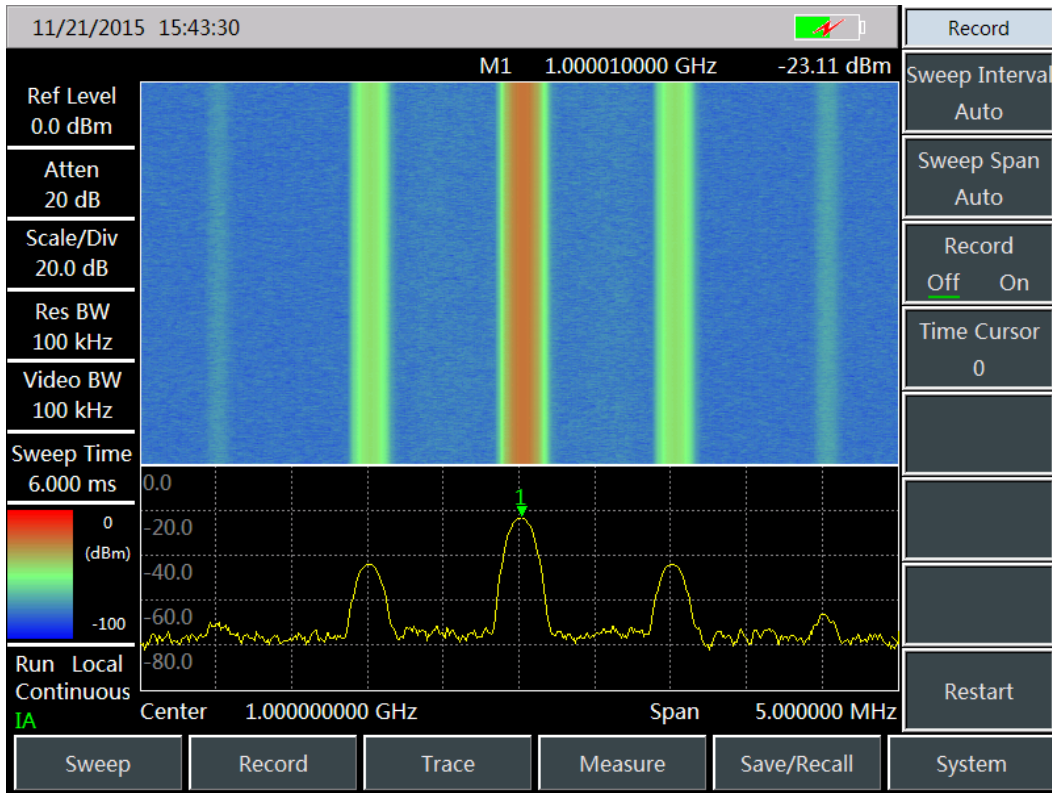 11/21/2015 15:43:30
M1 1.000010000 GHz -23.11 dBm
Ref Level
0.0 dBm
Atten
20 dB
Scale/Div
20.0 dB
Res BW
100 kHz
Video BW
100 kHz
Sweep Time
6.000 ms
0
(dBm)
-100
Run Local
Continuous
IA
1
0.0
-20.0
-40.0
-60.0
-80.0
Center 1.000000000 GHz Span 5.000000 MHz
Record
Sweep Interval
Auto
Sweep Span
Auto
Record
Off On
Time Cursor
0
Restart
Sweep Record Trace Measure Save/Recall System